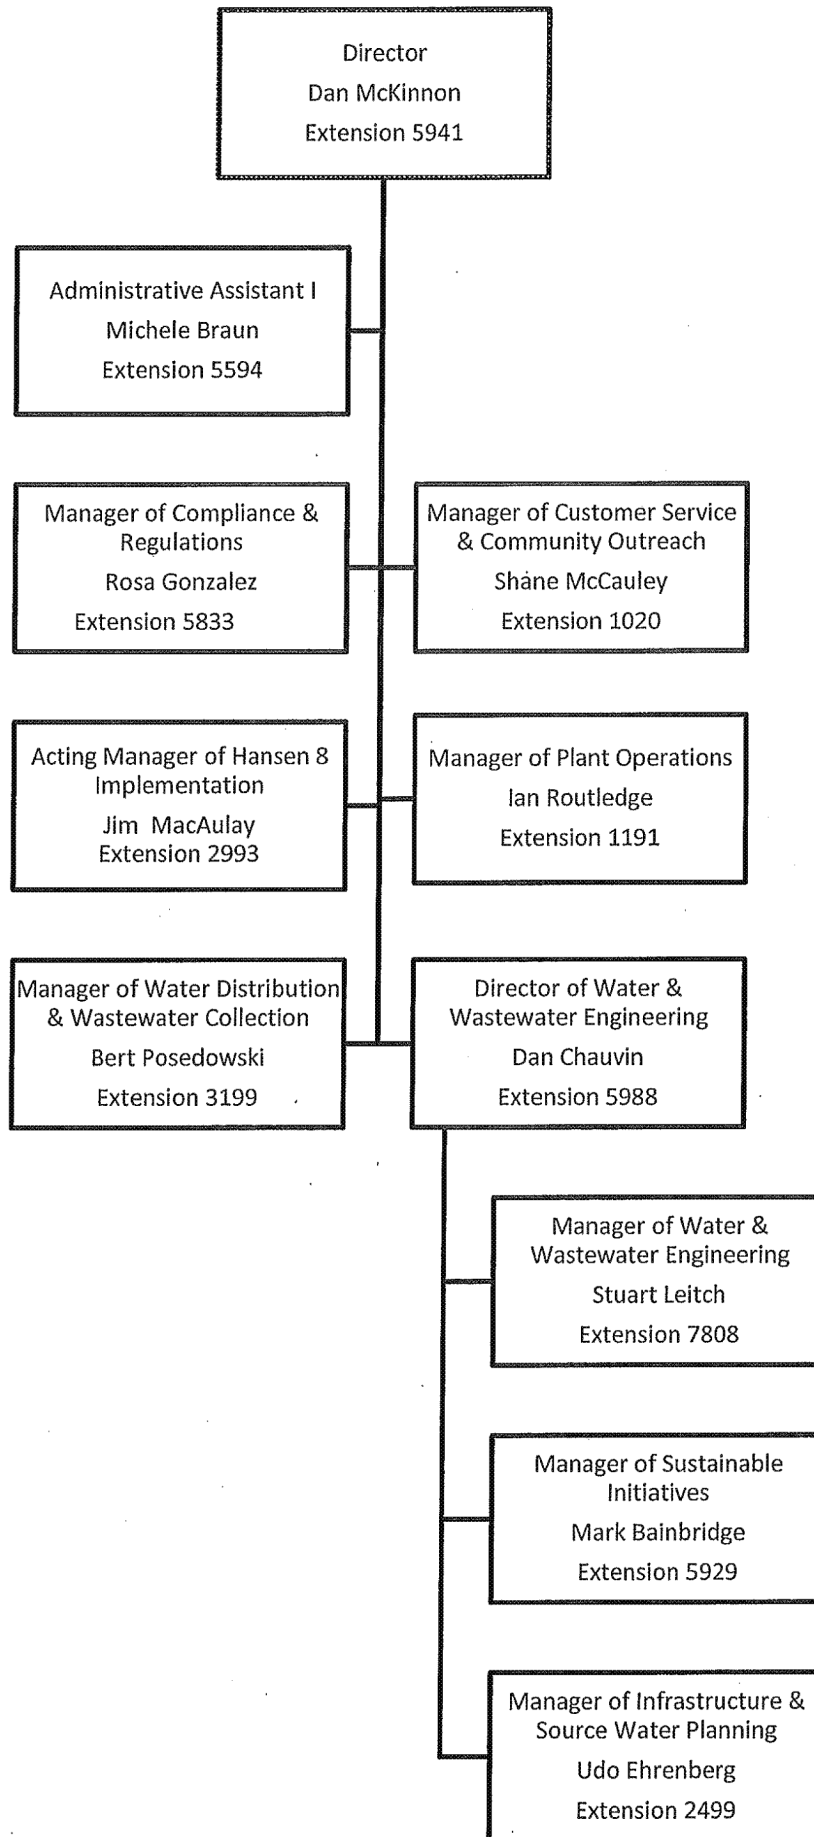 Director
Dan McKinnon
Extension 5941
Administrative Assistant I
Michele Braun
Extension 5594
Manager of Compliance &
Regulations
Rosa Gonzalez
Extension 5833
Manager of Customer Service
& Community Outreach
Shane McCauley
Extension 1020
Acting Manager of Hansen 8
Implementation
Jim MacAulay
Extension 2993
Manager of Plant Operations
Ian Routledge
Extension 1191
Manager of Water Distribution
& Wastewater Collection
Bert Posedowski
Extension 3199
Director of Water &
Wastewater Engineering
Dan Chauvin
Extension 5988
Manager of Water &
Wastewater Engineering
Stuart Leitch
Extension 7808
Manager of Sustainable
Initiatives
Mark Bainbridge
Extension 5929
Manager of Infrastructure &
Source Water Planning
Udo Ehrenberg
Extension 2499